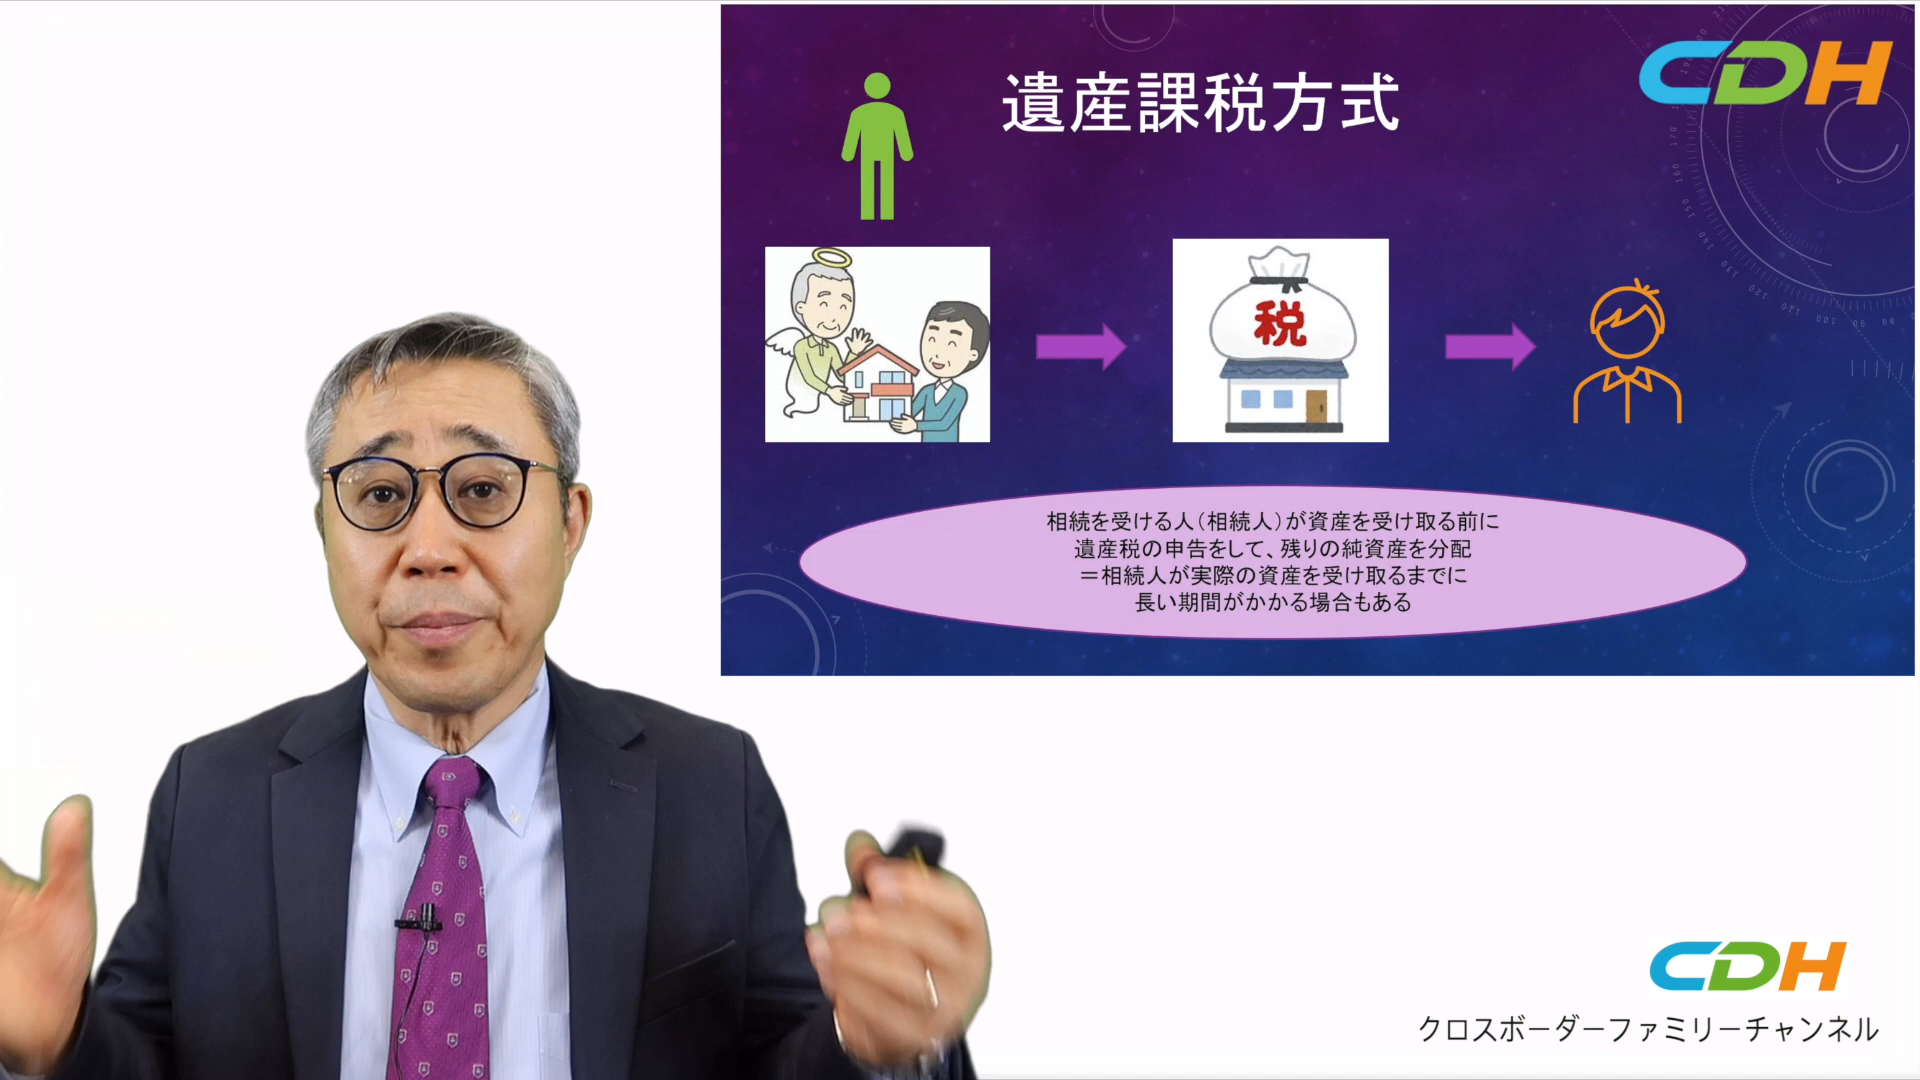 遺産課税方式
CDH
税
相続を受ける人（相続人）が資産を受け取る前に
遺産税の申告をして、残りの純資産を分配
＝相続人が実際の資産を受け取るまでに
長い期間がかかる場合もある
CDH
クロスボーダーファミリーチャンネル